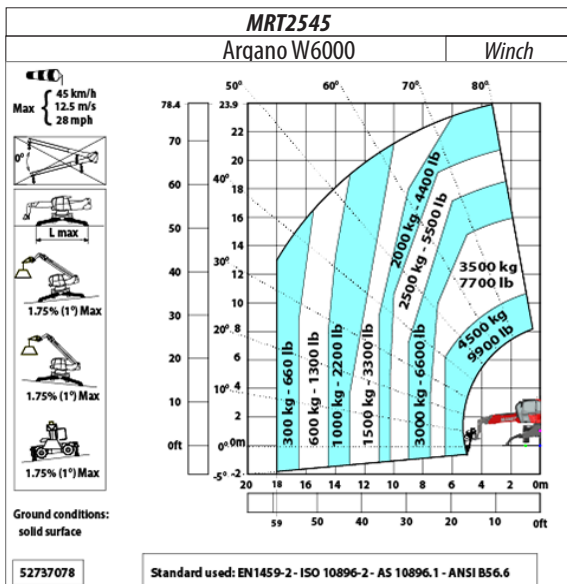 MRT2545
Argano W6000 Winch
Max { 45 km/h
12.5 m/s
28 mph
0°
L max
1.75% (1°) Max
1.75% (1°) Max
1.75% (1°) Max
Ground conditions:
solid surface
52737078
50° 60° 70° 80°
40°
30°
20°
10°
0°
-5°
78.4
70
60
50
40
30
20
10
0ft
23.9
22
20
18
16
14
12
10
8
6
4
2
0m
-2
300 kg - 660 lb
600 kg - 1300 lb
1000 kg - 2200 lb
1500 kg - 3300 lb
2000 kg - 4400 lb
2500 kg - 5500 lb
3000 kg - 6600 lb
3500 kg
7700 lb
4500 kg
9900 lb
20 18 16 14 12 10 8 6 4 2 0m
59 50 40 30 20 10 0ft
Standard used: EN1459-2 - ISO 10896-2 - AS 10896.1 - ANSI B56.6